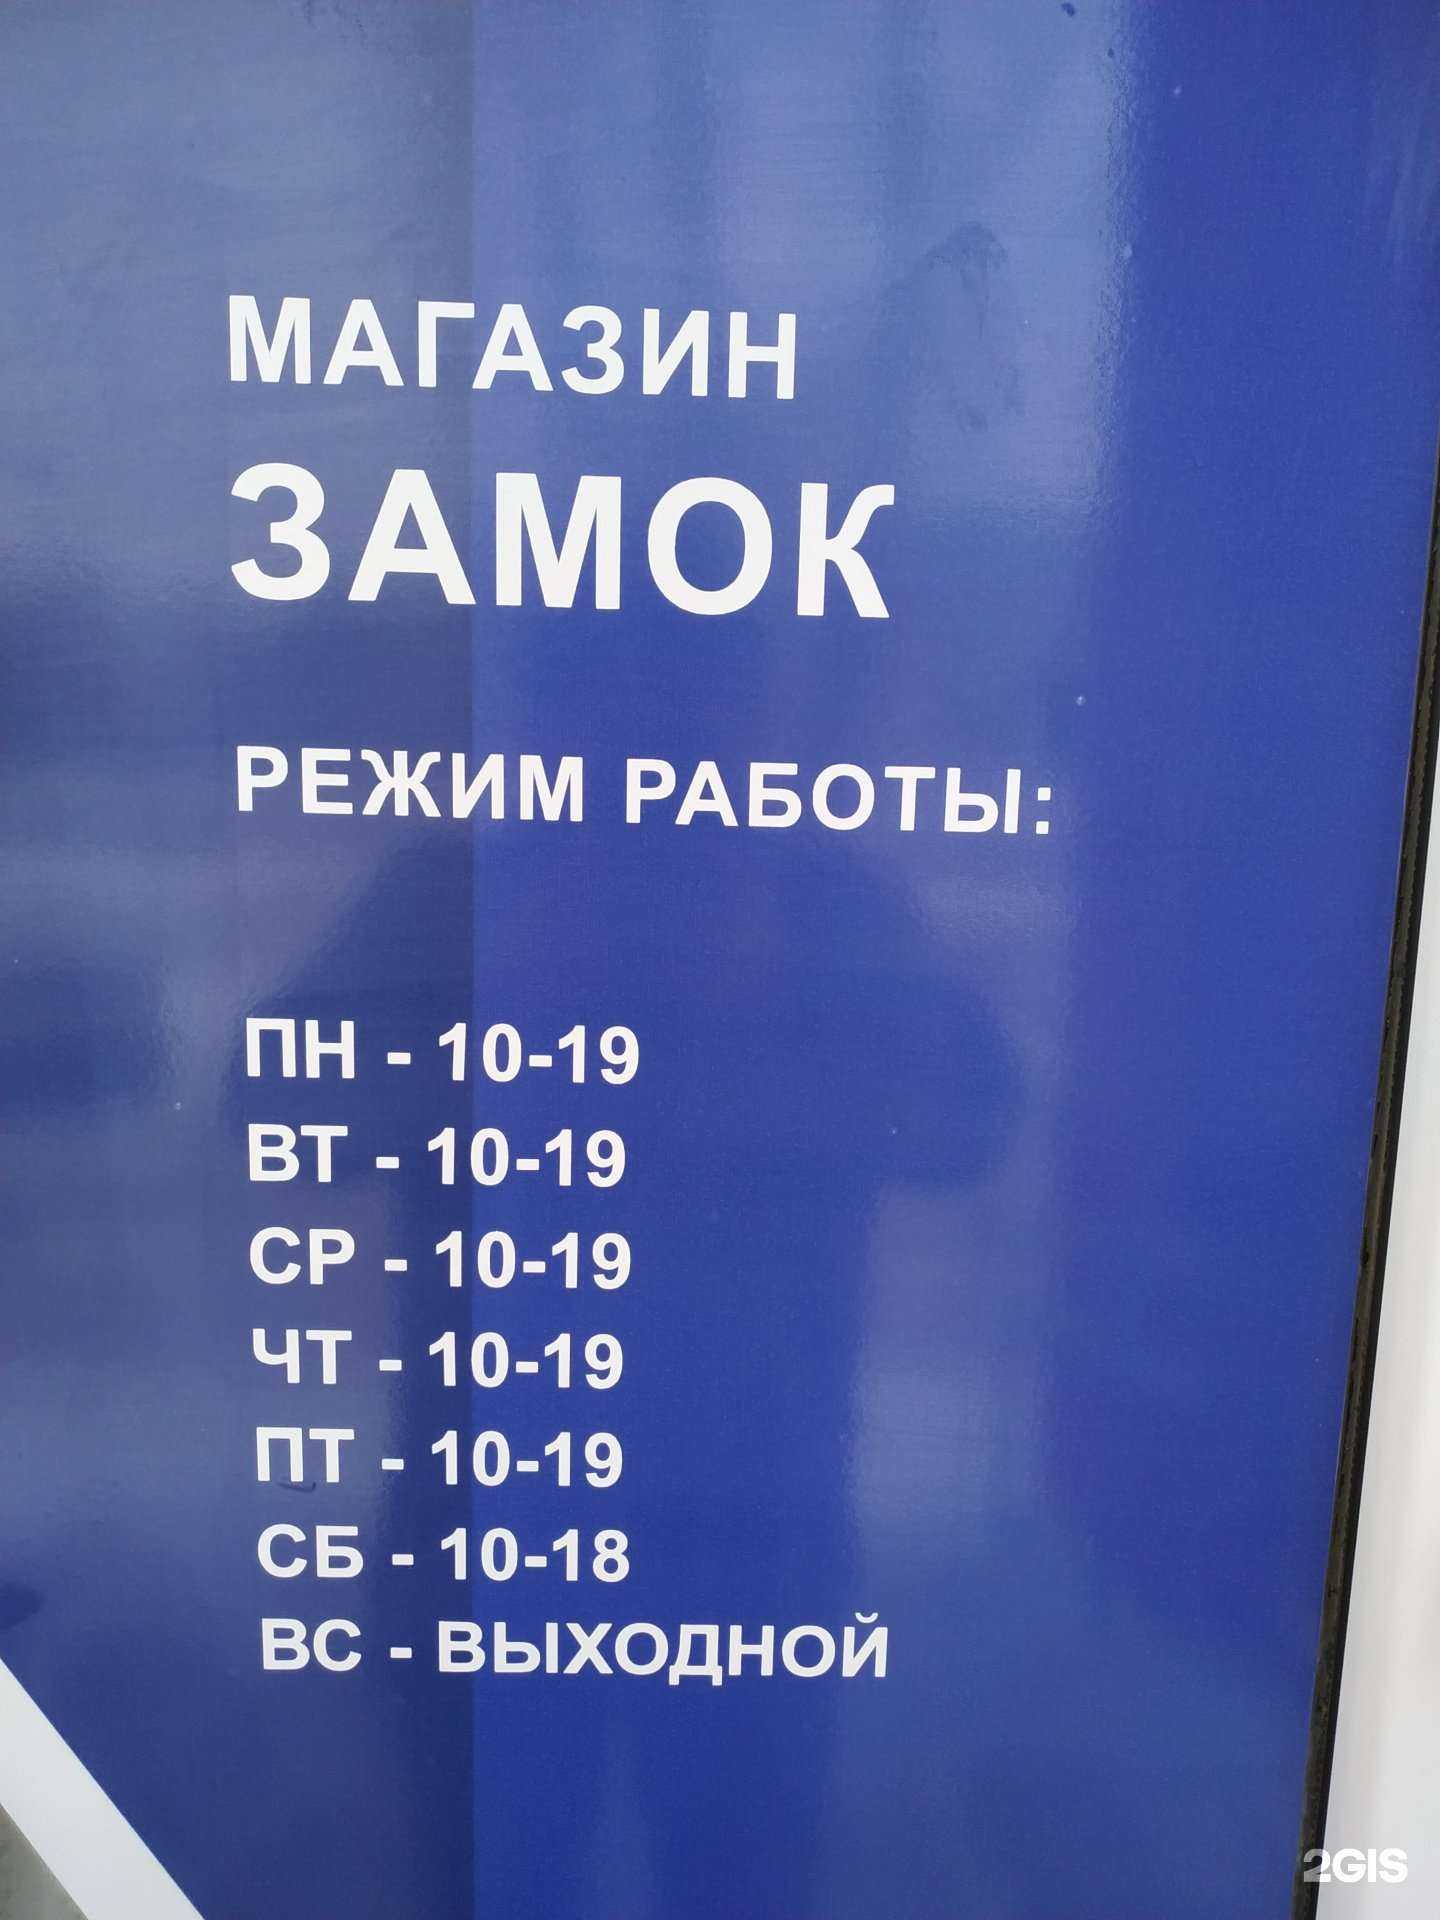 МАГАЗИН
ЗАМОК
РЕЖИМ РАБОТЫ:
ПН - 10-19
ВТ - 10-19
СР - 10-19
ЧТ - 10-19
ПТ - 10-19
СБ - 10-18
ВС - ВЫХОДНОЙ
2GIS